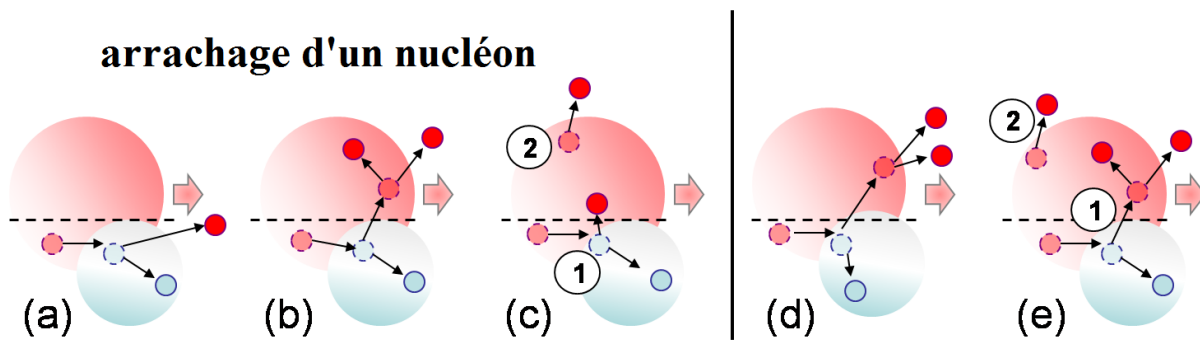 arrachage d'un nucléon
2
2
1
1
(a)
(b)
(c)
(d)
(e)